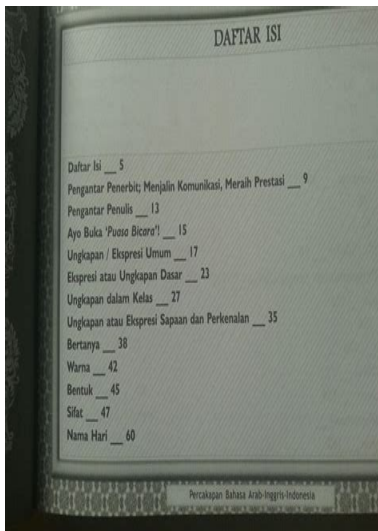 DAFTAR ISI
Daftar Isi __ 5
Pengantar Penerbit; Menjalin Komunikasi, Meraih Prestasi __ 9
Pengantar Penulis __ 13
Ayo Buka 'Puasa Bicara'! __ 15
Ungkapan / Ekspresi Umum __ 17
Ekspresi atau Ungkapan Dasar __ 23
Ungkapan dalam Kelas __ 27
Ungkapan atau Ekspresi Sapaan dan Perkenalan __ 35
Bertanya __ 38
Warna __ 42
Bentuk __ 45
Sifat __ 47
Nama Hari __ 60
Percakapan Bahasa Arab-Inggris-Indonesia